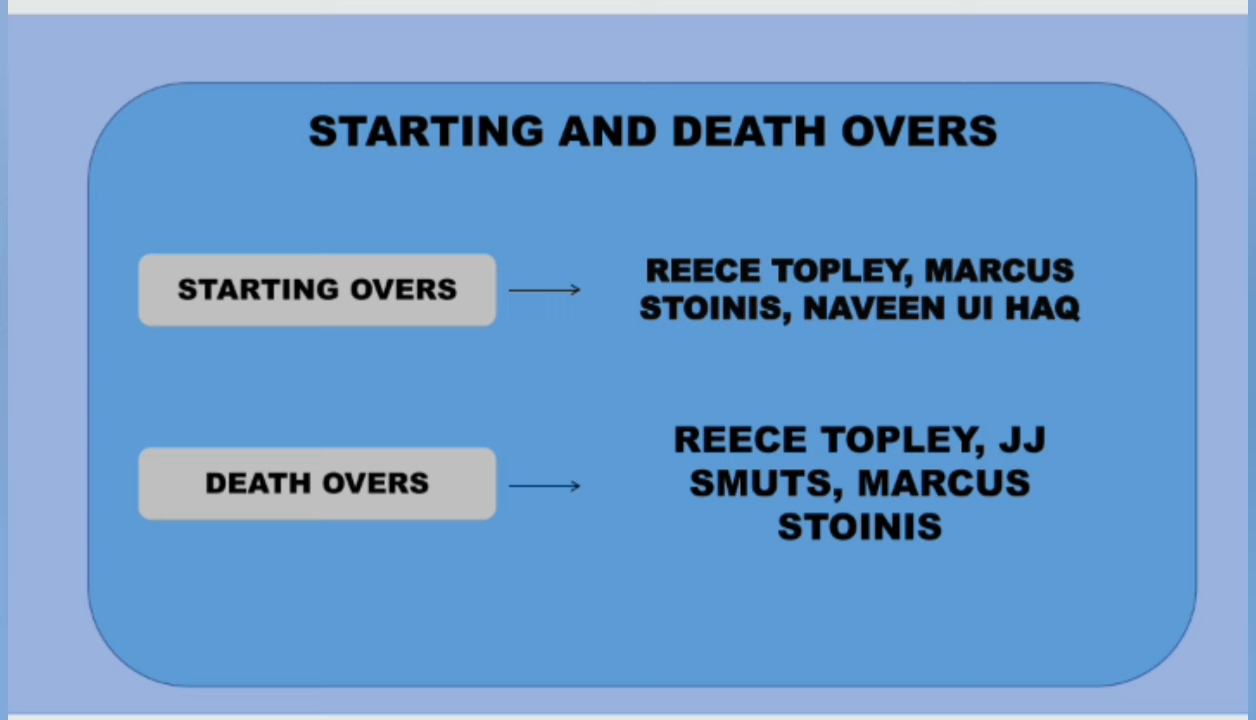 STARTING AND DEATH OVERS
STARTING OVERS
REECE TOPLEY, MARCUS
STOINIS, NAVEEN UI HAQ
DEATH OVERS
REECE TOPLEY, JJ
SMUTS, MARCUS
STOINIS